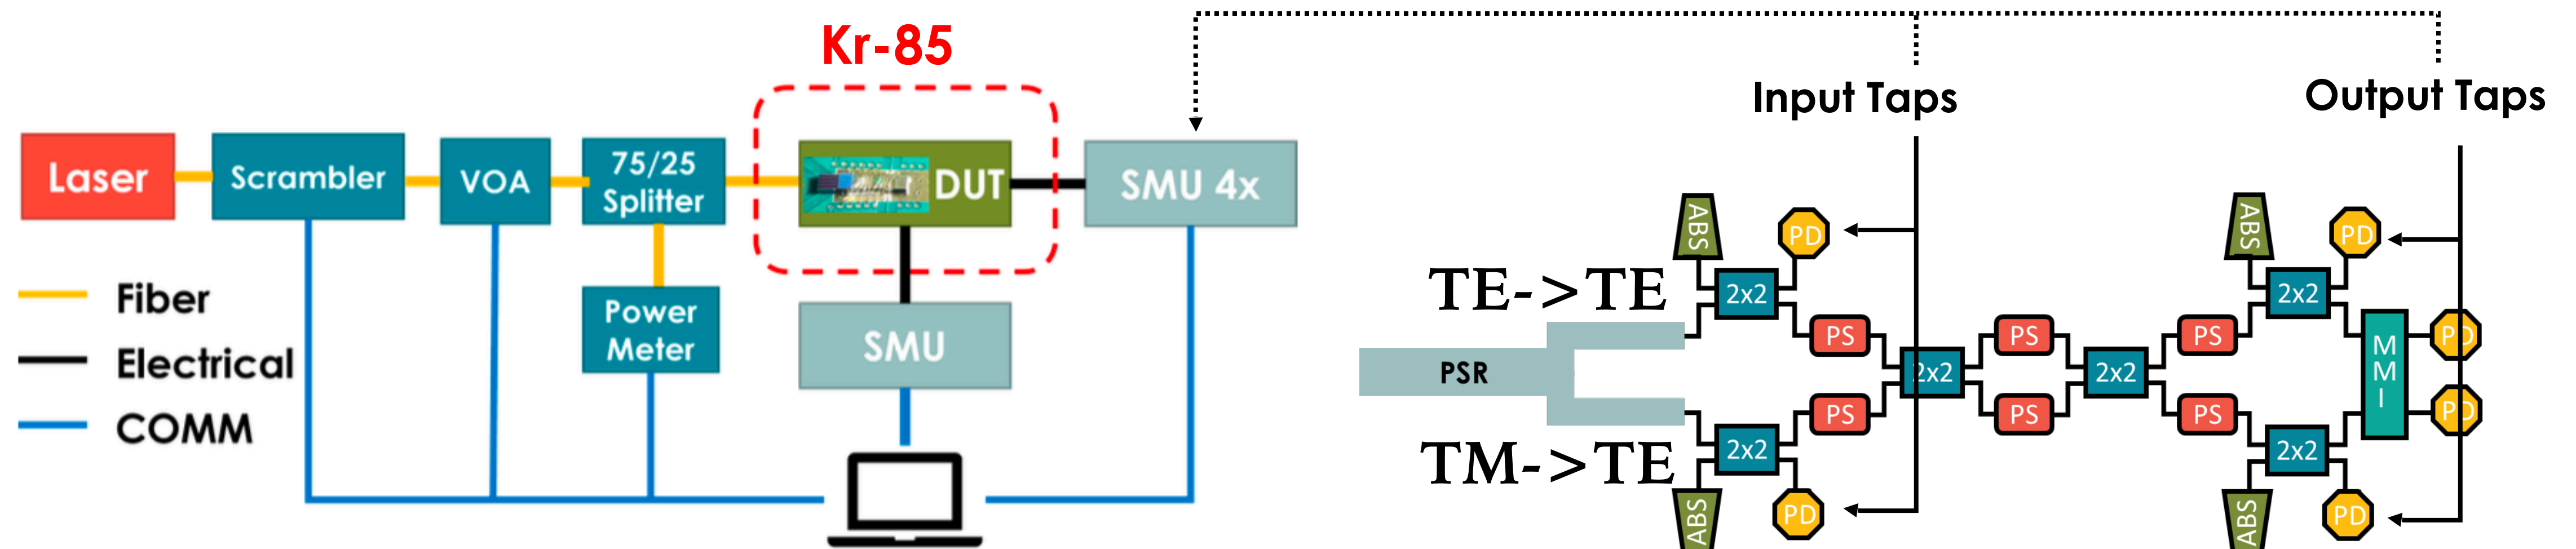 Kr-85
Laser
Scrambler
VOA
75/25
Splitter
DUT
SMU 4x
Fiber
Electrical
COMM
Power
Meter
SMU
Input Taps
Output Taps
ABS
PD
ABS
PD
TE->TE
2x2
2x2
PS
PS
PS
PD
PSR
2x2
2x2
MMI
PS
PS
PS
PD
TM->TE
2x2
2x2
ABS
PD
ABS
PD